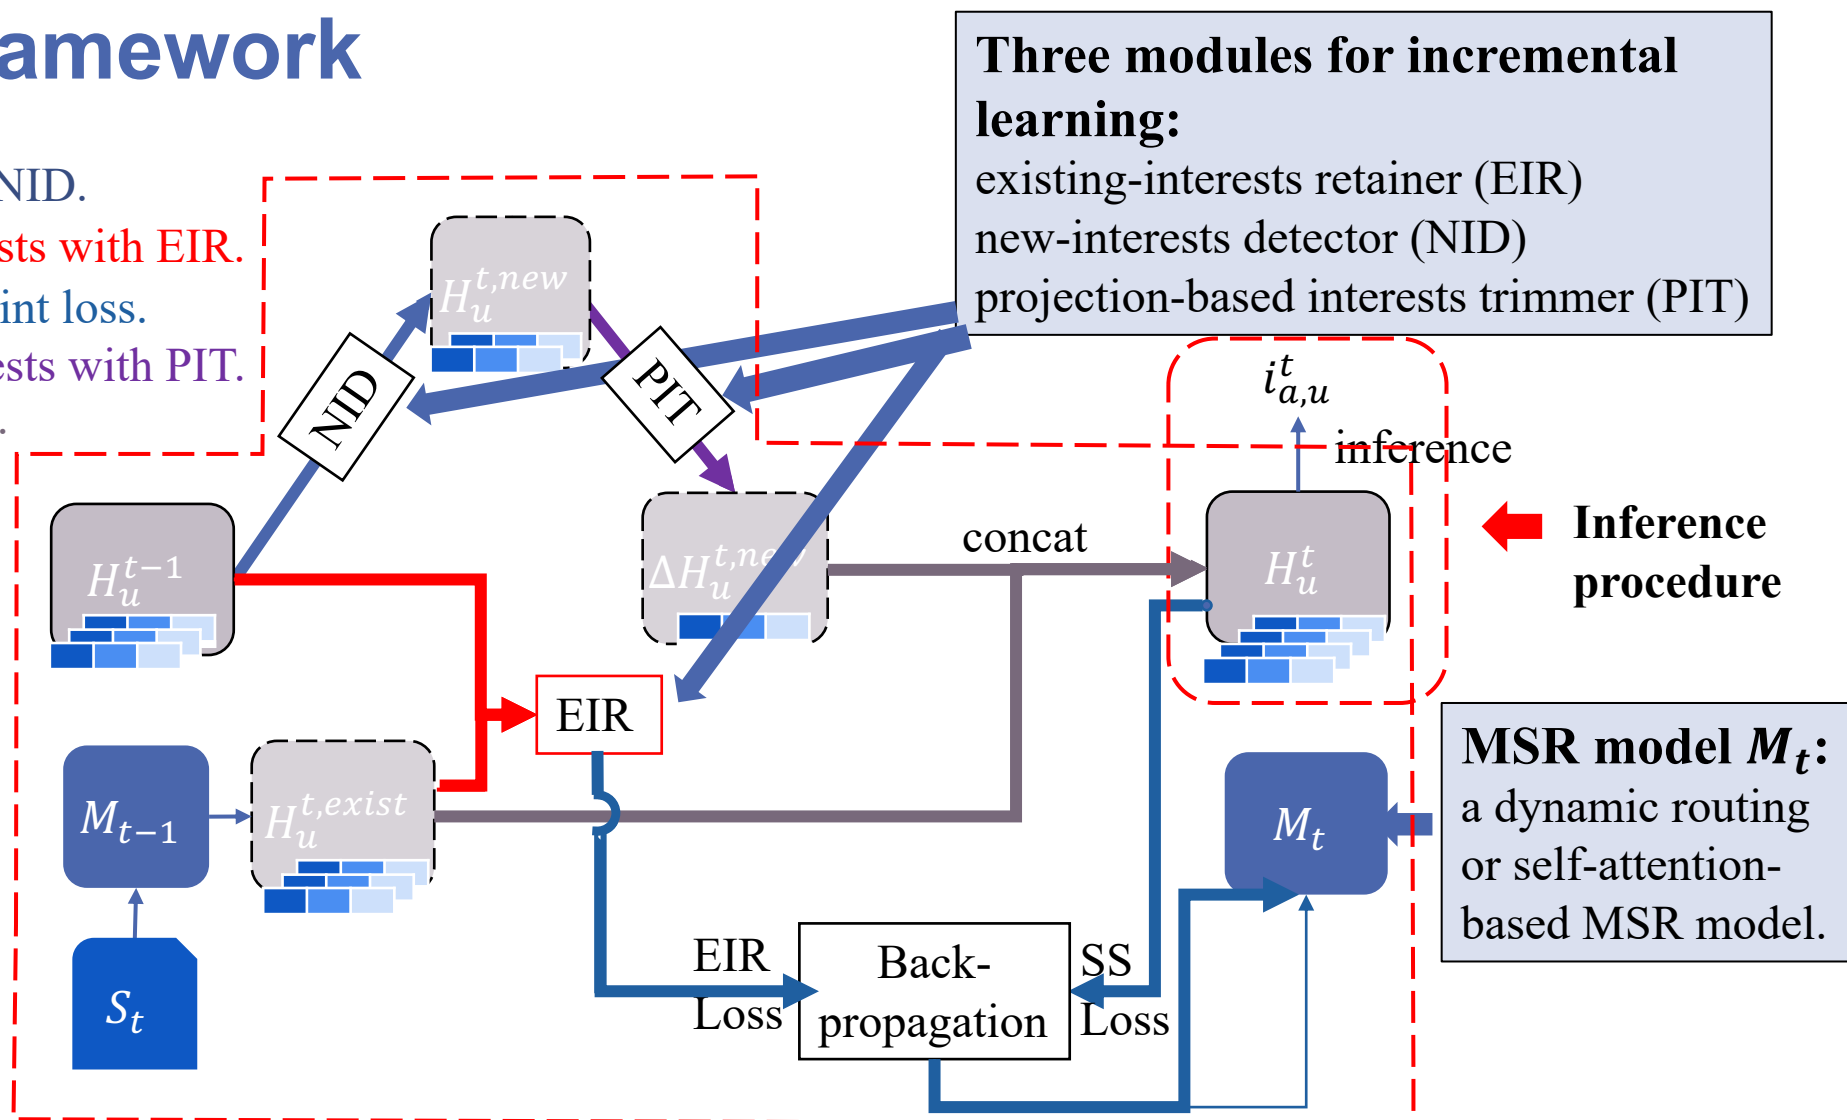 amework
NID.
sts with EIR.
int loss.
ests with PIT.
.
Three modules for incremental
learning:
existing-interests retainer (EIR)
new-interests detector (NID)
projection-based interests trimmer (PIT)
H_u^{t,new}
NID
PIT
i_{a,u}^t
inference
H_u^{t-1}
ΔH_u^{t,new}
concat
H_u^t
Inference
procedure
EIR
M_{t-1}
H_u^{t,exist}
M_t
MSR model M_t:
a dynamic routing
or self-attention-
based MSR model.
S_t
EIR
Loss
Back-
propagation
SS
Loss